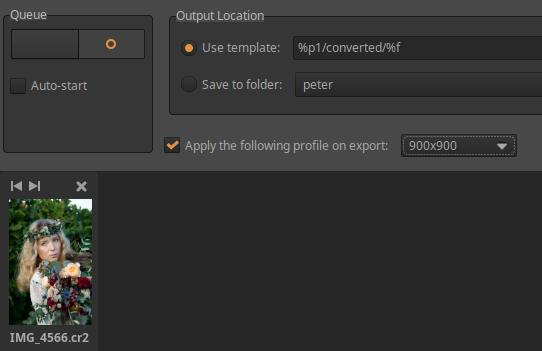 Queue
Output Location
Use template:
%p1/converted/%f
Auto-start
Save to folder:
peter
Apply the following profile on export:
900x900
IMG_4566.cr2